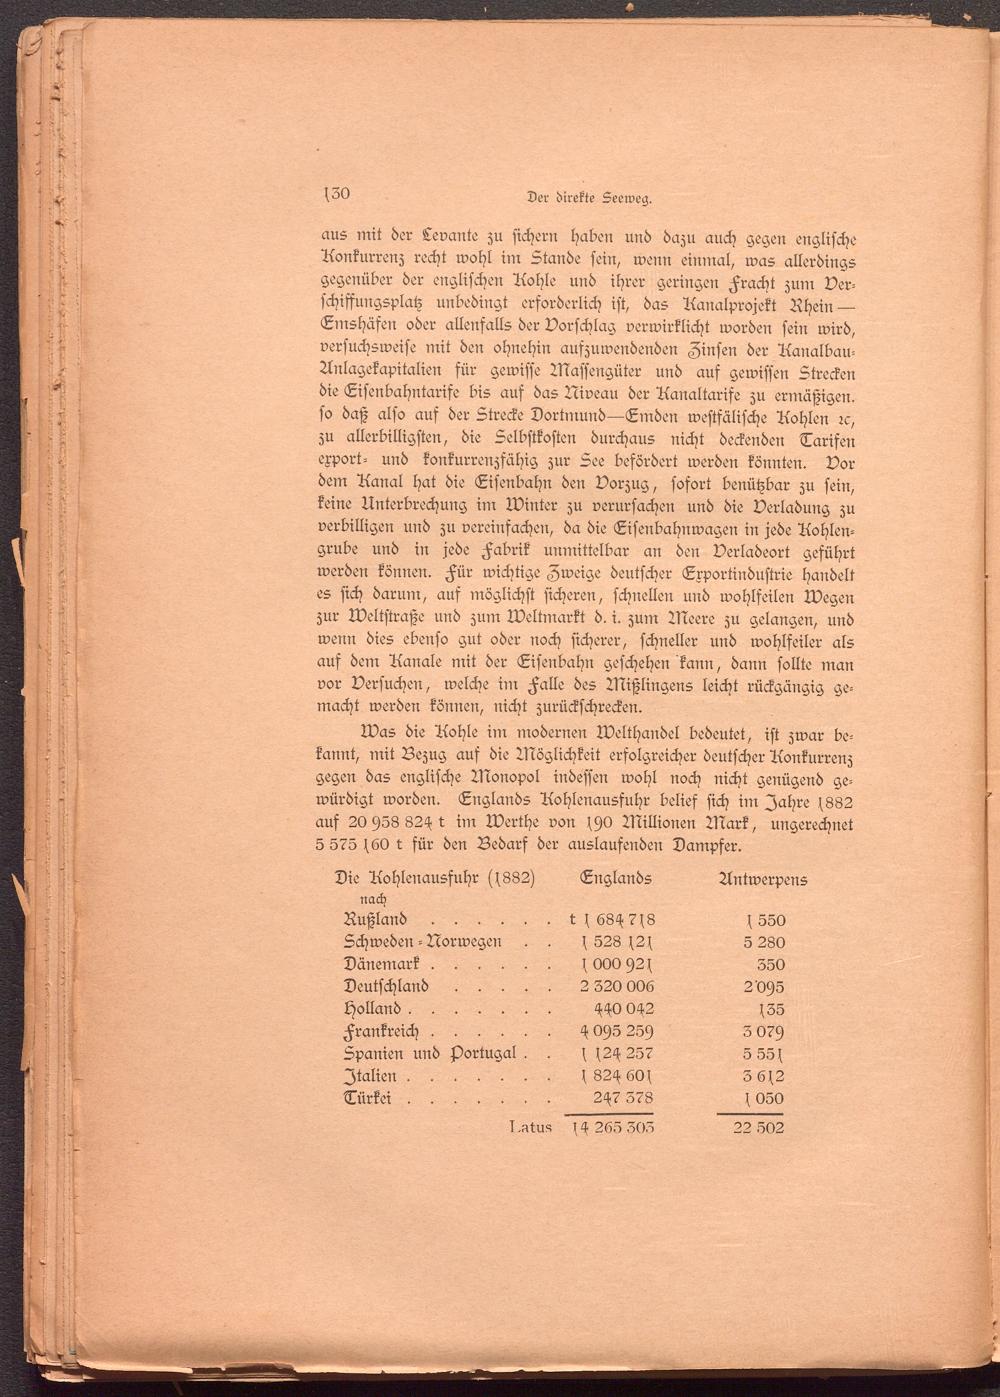 130
Der direkte Seeweg.
aus mit der Levante zu sichern haben und dazu auch gegen englische
Konkurrenz recht wohl im Stande sein, wenn einmal, was allerdings
gegenüber der englischen Kohle und ihrer geringen Fracht zum Ver-
schiffungsplatz unbedingt erforderlich ist, das Kanalprojekt Rhein—
Emshäfen oder allenfalls der Vorschlag verwirklicht worden sein wird,
versuchsweise mit den ohnehin aufzuwendenden Zinsen der Kanalbau-
Anlagekapitalien für gewisse Massengüter und auf gewissen Strecken
die Eisenbahntarife bis auf das Niveau der Kanaltarife zu ermäßigen.
so daß also auf der Strecke Dortmund—Emden westfälische Kohlen ꝛc,
zu allerbilligsten, die Selbstkosten durchaus nicht deckenden Tarifen
export- und konkurrenzfähig zur See befördert werden könnten. Vor
dem Kanal hat die Eisenbahn den Vorzug, sofort benützbar zu sein,
keine Unterbrechung im Winter zu verursachen und die Verladung zu
verbilligen und zu vereinfachen, da die Eisenbahnwagen in jede Kohlen-
grube und in jede Fabrik unmittelbar an den Verladeort geführt
werden können. Für wichtige Zweige deutscher Exportindustrie handelt
es sich darum, auf möglichst sicheren, schnellen und wohlfeilen Wegen
zur Weltstraße und zum Weltmarkt d. i. zum Meere zu gelangen, und
wenn dies ebenso gut oder noch sicherer, schneller und wohlfeiler als
auf dem Kanale mit der Eisenbahn geschehen kann, dann sollte man
vor Versuchen, welche im Falle des Mißlingens leicht rückgängig ge-
macht werden können, nicht zurückschrecken.
Was die Kohle im modernen Welthandel bedeutet, ist zwar be-
kannt, mit Bezug auf die Möglichkeit erfolgreicher deutscher Konkurrenz
gegen das englische Monopol indessen wohl noch nicht genügend ge-
würdigt worden. Englands Kohlenausfuhr belief sich im Jahre 1882
auf 20 958 824 t im Werthe von 190 Millionen Mark, ungerechnet
5 575 160 t für den Bedarf der auslaufenden Dampfer.
Die Kohlenausfuhr (1882) Englands Antwerpens
nach
Rußland . . . . . . t 1 684 718 1 550
Schweden-Norwegen . . 1 528 121 5 280
Dänemark . . . . . . 1 000 921 350
Deutschland . . . . . 2 320 006 2 095
Holland . . . . . . . 440 042 135
Frankreich . . . . . . 4 095 259 3 079
Spanien und Portugal . . 1 124 257 5 551
Italien . . . . . . . 1 824 601 3 612
Türkei . . . . . . . 247 378 1 050
Latus 14 265 303 22 502